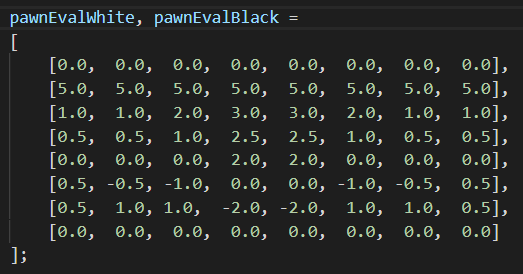 pawnEvalWhite, pawnEvalBlack =
[
[0.0, 0.0, 0.0, 0.0, 0.0, 0.0, 0.0, 0.0],
[5.0, 5.0, 5.0, 5.0, 5.0, 5.0, 5.0, 5.0],
[1.0, 1.0, 2.0, 3.0, 3.0, 2.0, 1.0, 1.0],
[0.5, 0.5, 1.0, 2.5, 2.5, 1.0, 0.5, 0.5],
[0.0, 0.0, 0.0, 2.0, 2.0, 0.0, 0.0, 0.0],
[0.5, -0.5, -1.0, 0.0, 0.0, -1.0, -0.5, 0.5],
[0.5, 1.0, 1.0, -2.0, -2.0, 1.0, 1.0, 0.5],
[0.0, 0.0, 0.0, 0.0, 0.0, 0.0, 0.0, 0.0]
];